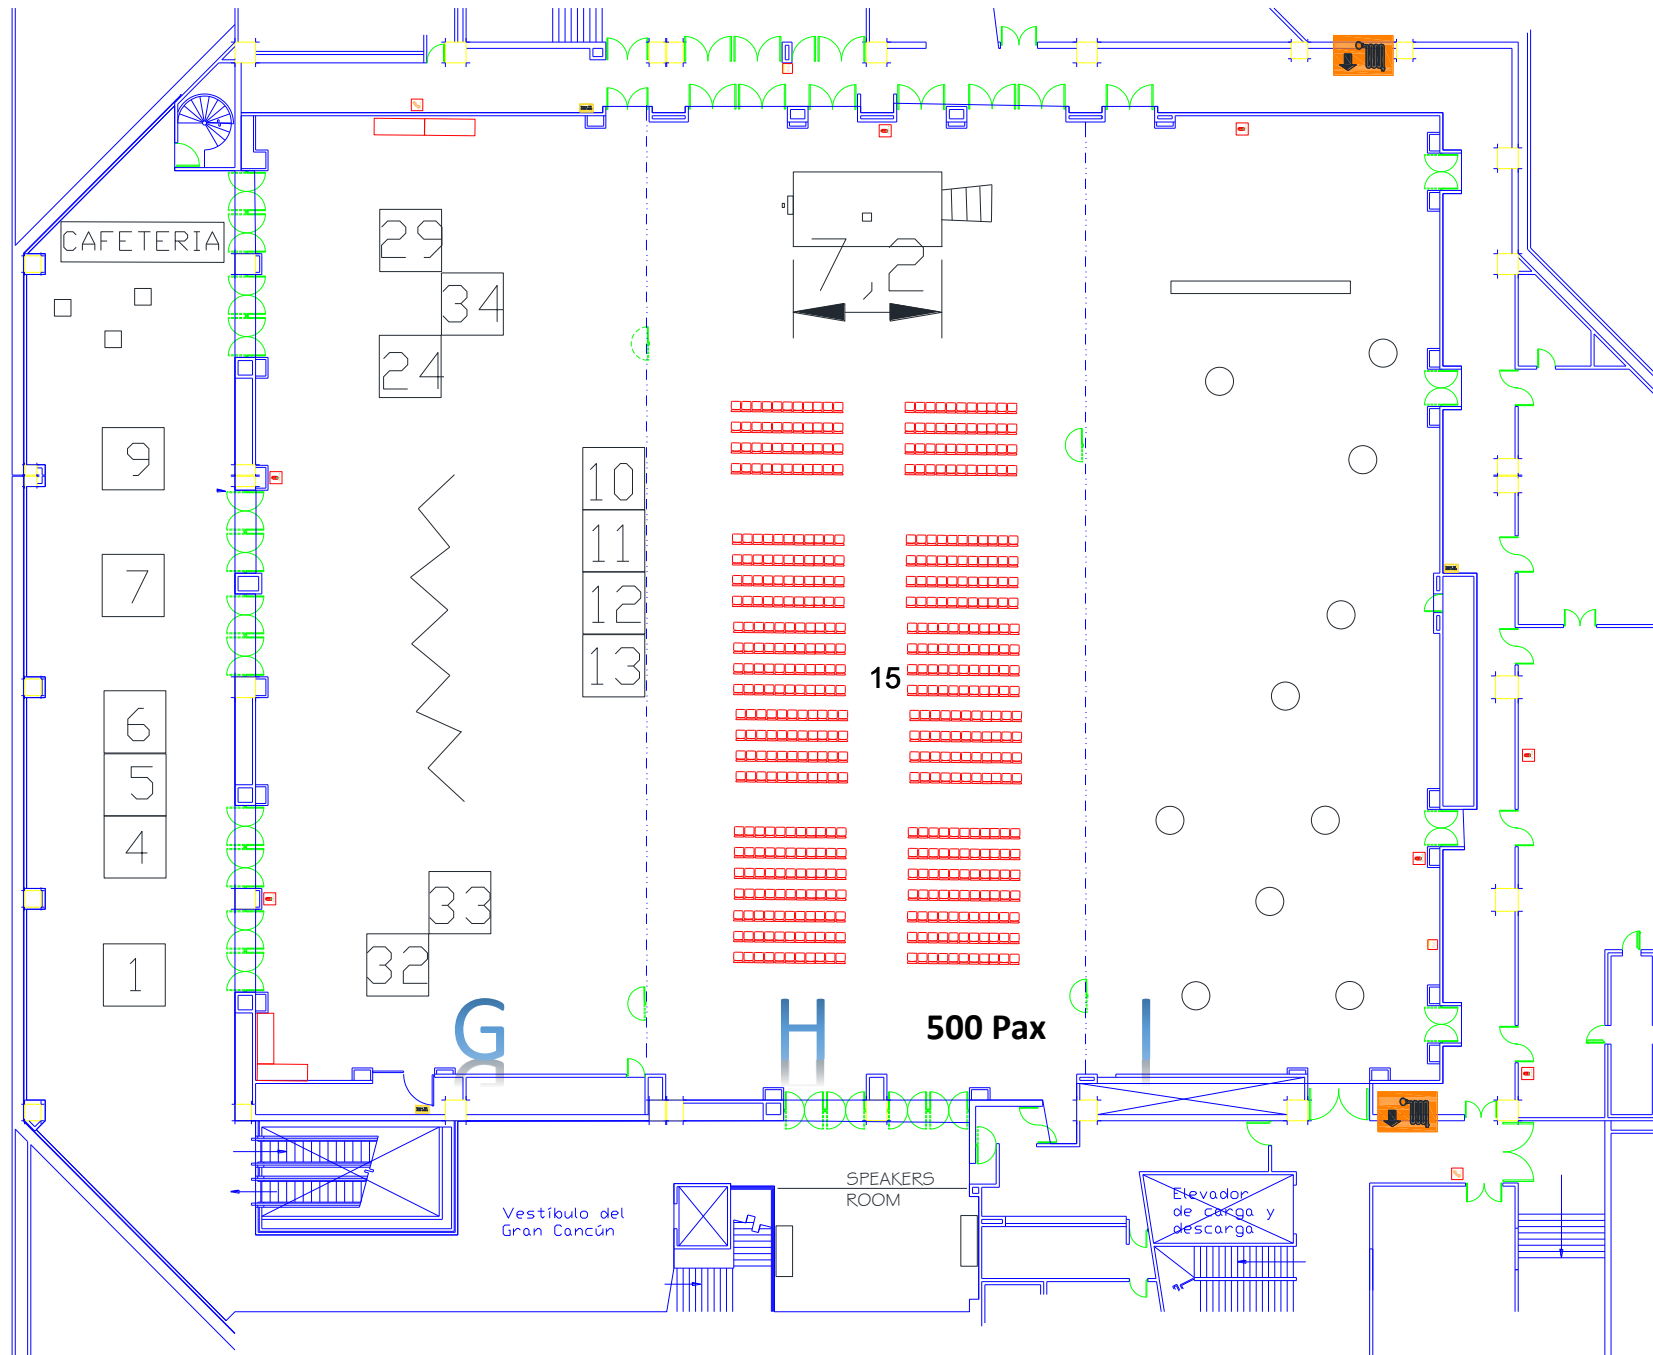 CAFETERIA
29
34
24
7,2
9
10
11
7
12
13
15
6
5
4
33
32
1
G
H
500 Pax
I
SPEAKERS
ROOM
Vestíbulo del
Gran Cancún
Elevador
de carga y
descarga